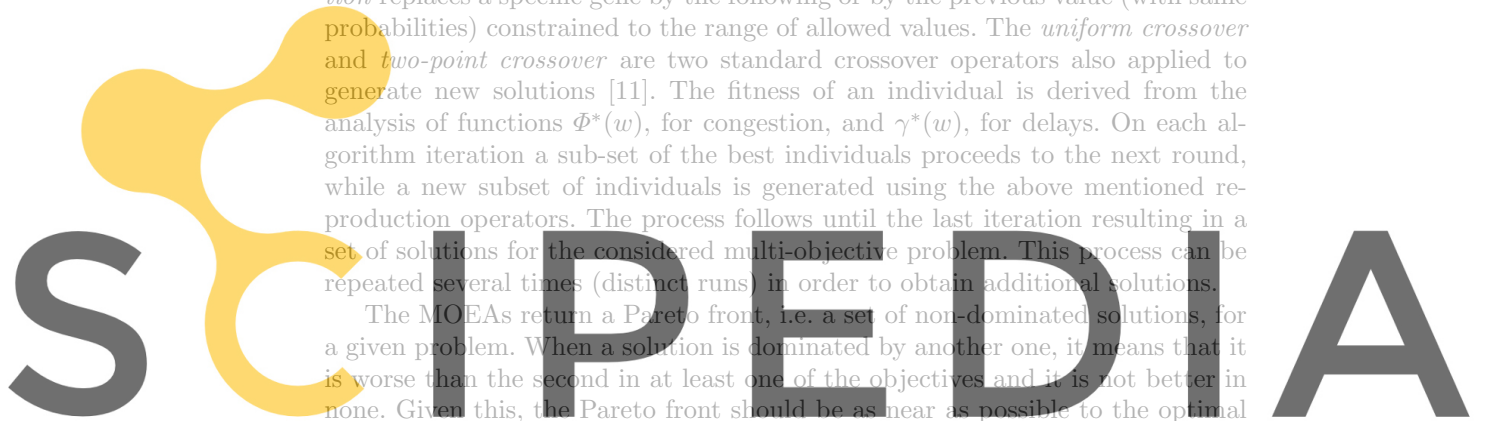 tion replaces a specific gene by the following or by the previous value (with same
probabilities) constrained to the range of allowed values. The uniform crossover
and two-point crossover are two standard crossover operators also applied to
generate new solutions [11]. The fitness of an individual is derived from the
analysis of functions Φ*(w), for congestion, and γ*(w), for delays. On each al-
gorithm iteration a sub-set of the best individuals proceeds to the next round,
while a new subset of individuals is generated using the above mentioned re-
production operators. The process follows until the last iteration resulting in a
set of solutions for the considered multi-objective problem. This process can be
repeated several times (distinct runs) in order to obtain additional solutions.
The MOEAs return a Pareto front, i.e. a set of non-dominated solutions, for
a given problem. When a solution is dominated by another one, it means that it
is worse than the second in at least one of the objectives and it is not better in
none. Given this, the Pareto front should be as near as possible to the optimal
SCIPEDIA